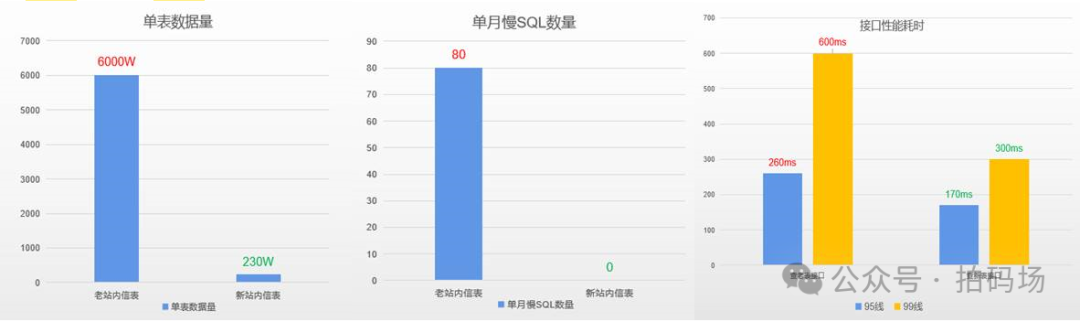 单表数据量
7000
6000
5000
4000
3000
2000
1000
0
6000W
230W
老站内信表
新站内信表
单表数据量
单月慢SQL数量
90
80
70
60
50
40
30
20
10
0
80
0
老站内信表
新站内信表
单月慢SQL数量
接口性能耗时
700
600
500
400
300
200
100
0
260ms
600ms
170ms
300ms
95线
99线
公众号 · 拍码场